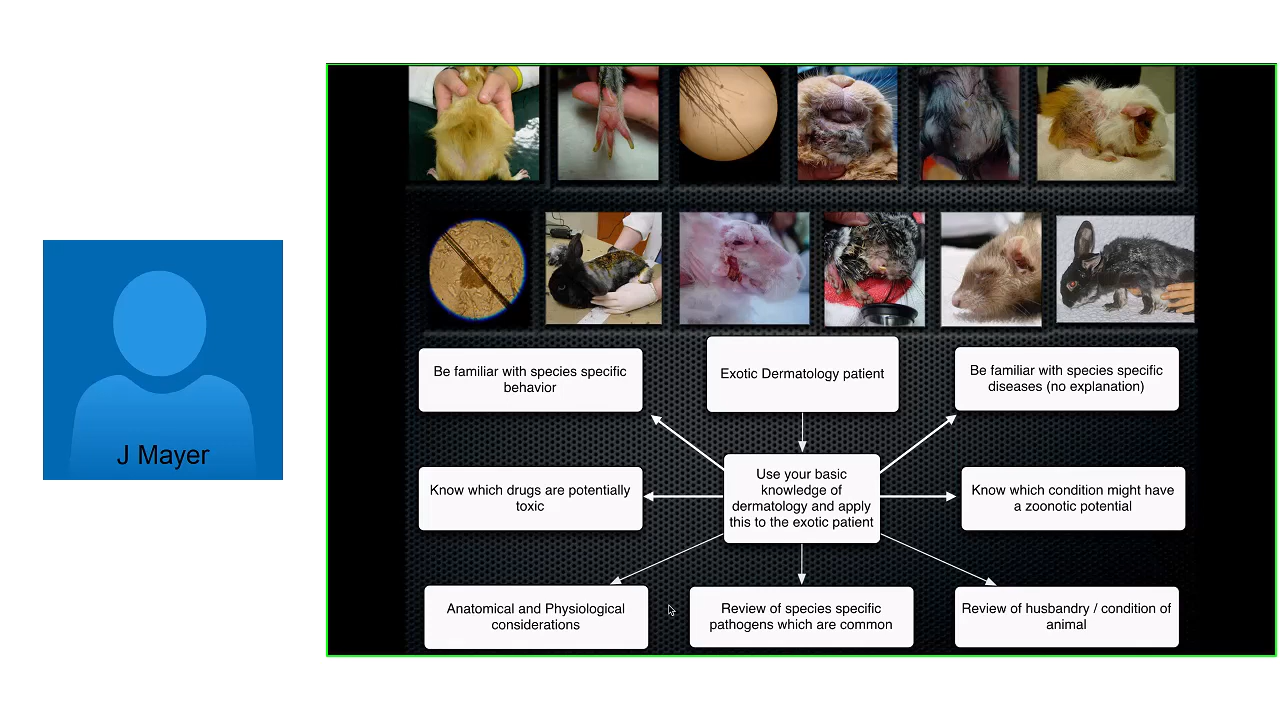 J Mayer
Be familiar with species specific
behavior
Exotic Dermatology patient
Be familiar with species specific
diseases (no explanation)
Know which drugs are potentially
toxic
Use your basic
knowledge of
dermatology and apply
this to the exotic patient
Know which condition might have
a zoonotic potential
Anatomical and Physiological
considerations
Review of species specific
pathogens which are common
Review of husbandry / condition of
animal